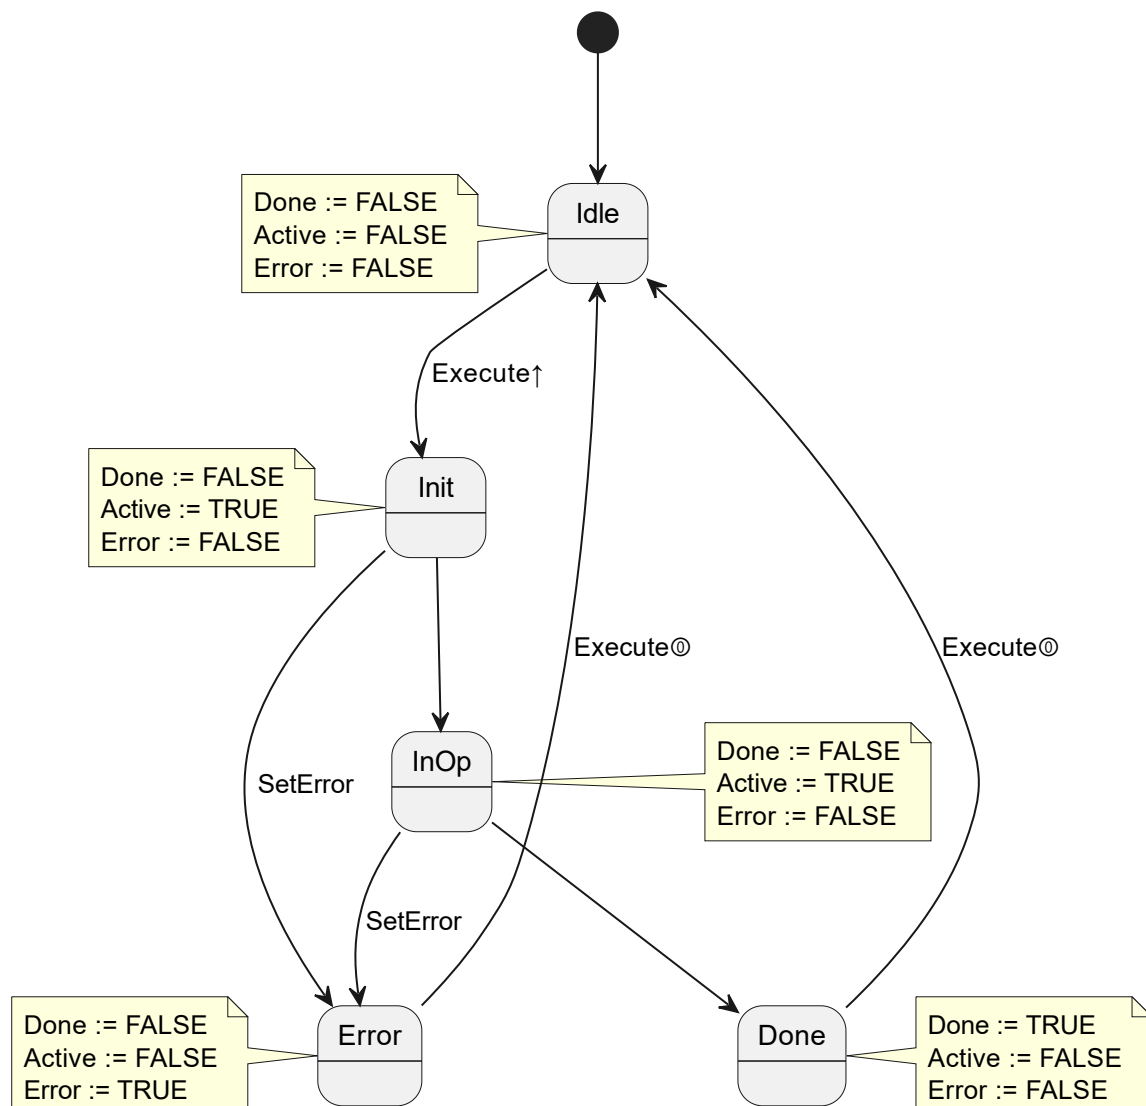 Idle
Done := FALSE
Active := FALSE
Error := FALSE
Execute↑
Init
Done := FALSE
Active := TRUE
Error := FALSE
Execute⓪
Execute⓪
InOp
Done := FALSE
Active := TRUE
Error := FALSE
SetError
SetError
Error
Done := FALSE
Active := FALSE
Error := TRUE
Done
Done := TRUE
Active := FALSE
Error := FALSE